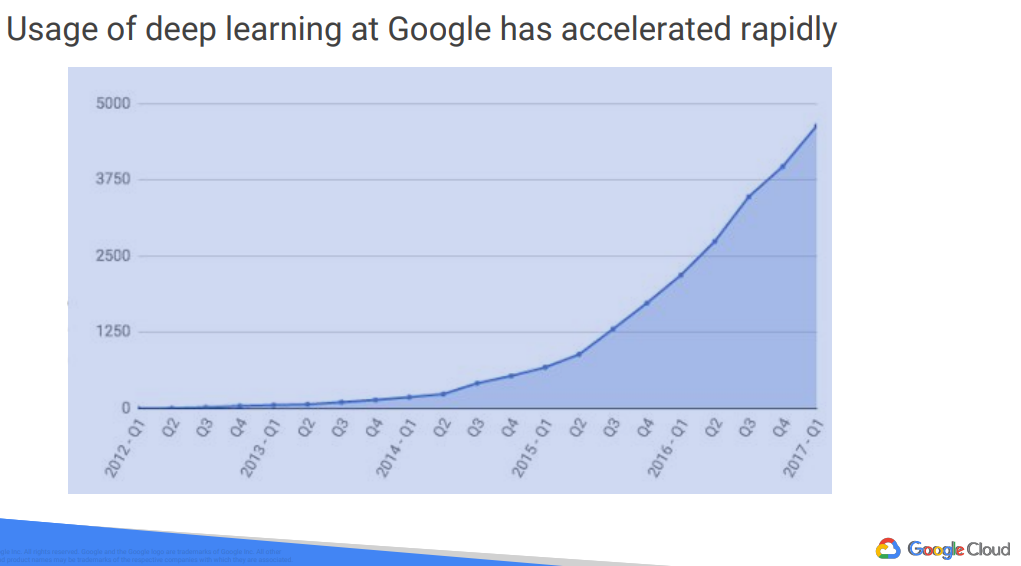 Usage of deep learning at Google has accelerated rapidly
5000
3750
2500
1250
0
2012 - Q1
Q2
Q3
Q4
2013 - Q1
Q2
Q3
Q4
2014 - Q1
Q2
Q3
Q4
2015 - Q1
Q2
Q3
Q4
2016 - Q1
Q2
Q3
Q4
2017 - Q1
Google Cloud